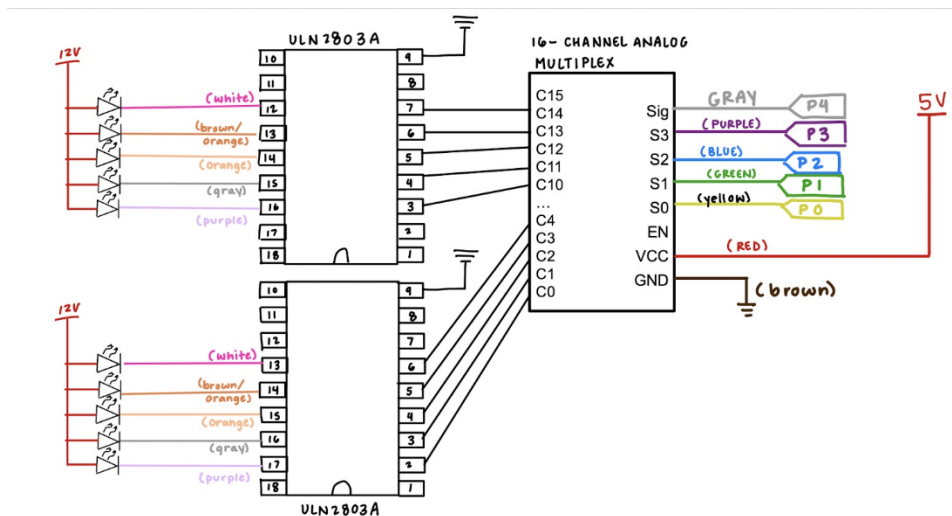 ULN2803A
12V
10 9
11 8
(white) 12 7
(brown/
orange) 13 6
(orange) 14 5
(gray) 15 4
(purple) 16 3
17 2
18 1
16- CHANNEL ANALOG
MULTIPLEX
C15
C14
C13
C12
C11
C10
...
C4
C3
C2
C1
C0
Sig GRAY P4
S3 (PURPLE) P3
S2 (BLUE) P2
S1 (GREEN) P1
S0 (yellow) P0
EN
VCC (RED)
GND (brown)
5V
12V
10 9
11 8
12 7
(white) 13 6
(brown/
orange) 14 5
(orange) 15 4
(gray) 16 3
(purple) 17 2
18 1
ULN2803A